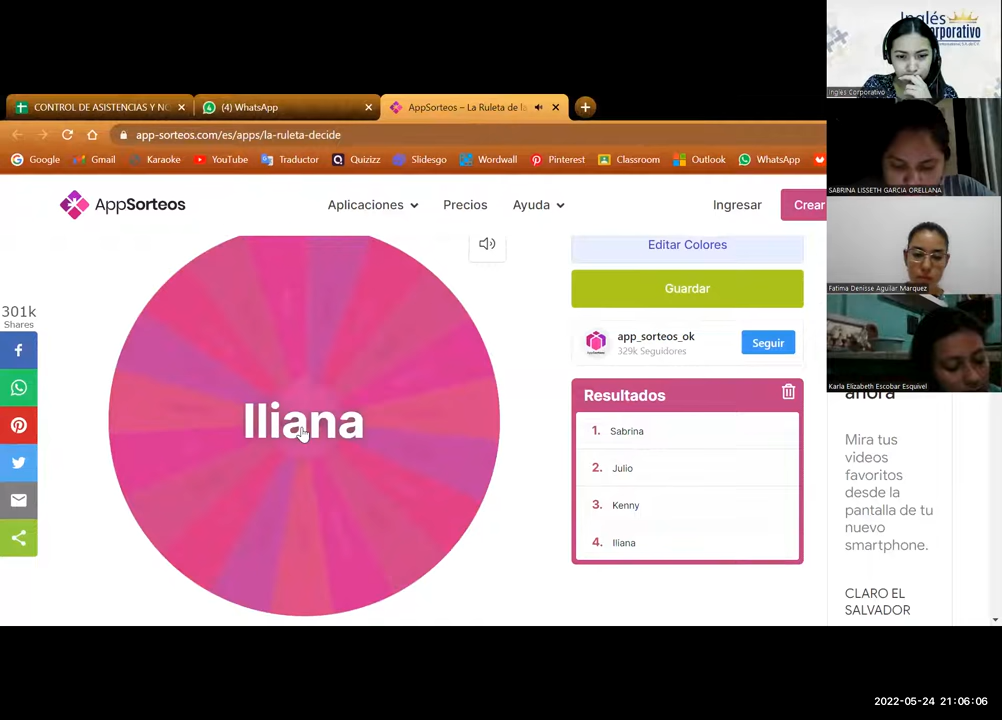 Inglés
Corporativo
Inglés Corporativo
CONTROL DE ASISTENCIAS Y NO
(4) WhatsApp
AppSorteos – La Ruleta de la
app-sorteos.com/es/apps/la-ruleta-decide
SABRINA LISSETH GARCIA ORELLANA
Google
Gmail
Karaoke
YouTube
Traductor
Quizizz
Slidesgo
Wordwall
Pinterest
Classroom
Outlook
WhatsApp
AppSorteos
Aplicaciones
Precios
Ayuda
Ingresar
Crear
Editar Colores
Fatima Denisse Aguilar Marquez
Guardar
301k
Shares
app_sorteos_ok
329k Seguidores
Seguir
Karla Elizabeth Escobar Esquivel
ahora
Resultados
Iliana
1. Sabrina
2. Julio
3. Kenny
4. Iliana
Mira tus
videos
favoritos
desde la
pantalla de tu
nuevo
smartphone.
CLARO EL
SALVADOR
2022-05-24 21:06:06